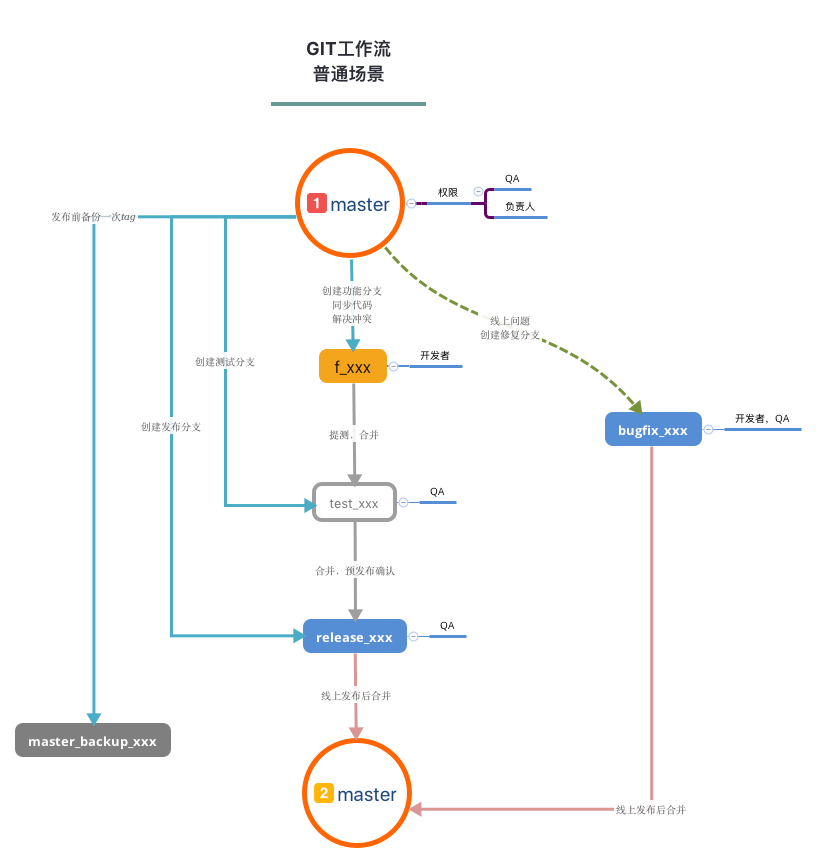 GIT工作流
普通场景
1 master
权限
QA
负责人
发布前备份一次tag
创建功能分支
同步代码
解决冲突
线上问题
创建修复分支
创建测试分支
f_xxx
开发者
创建发布分支
提测，合并
bugfix_xxx
开发者，QA
test_xxx
QA
合并，预发布确认
release_xxx
QA
线上发布后合并
master_backup_xxx
2 master
线上发布后合并